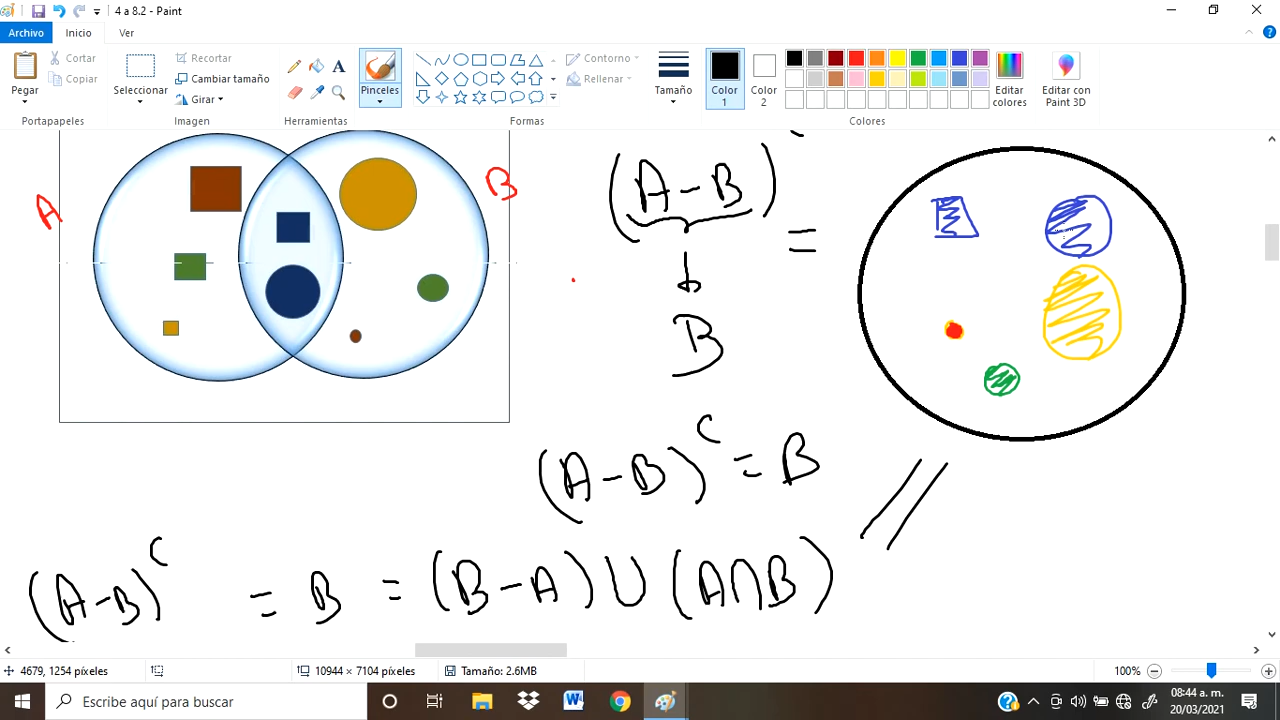 4 a 8.2 - Paint
Archivo Inicio Ver
Pegar
Cortar
Copiar
Portapapeles
Seleccionar
Recortar
Cambiar tamaño
Girar
Imagen
A
Herramientas
Pinceles
Contorno
Rellenar
Formas
Tamaño
Color 1
Color 2
Editar colores
Editar con Paint 3D
Colores
A
B
(A - B)ᶜ =
B
(A - B)ᶜ = B
(A - B)ᶜ = B = (B - A) ∪ (A ∩ B)
4679, 1254 píxeles 10944 × 7104 píxeles Tamaño: 2.6MB 100%
Escribe aquí para buscar
08:44 a. m.
20/03/2021